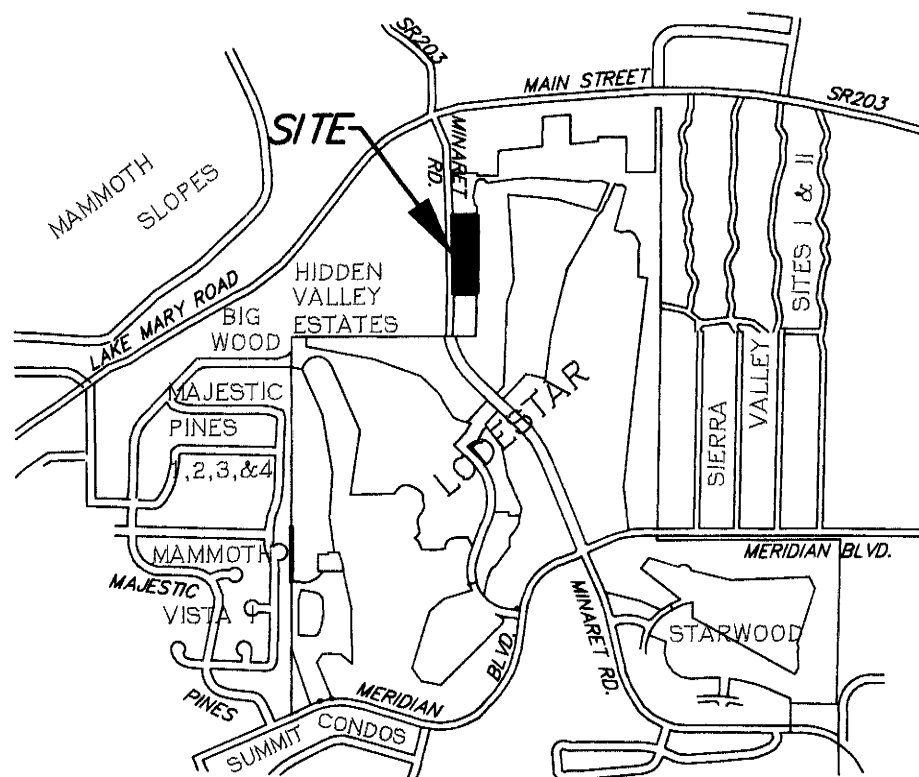 SR203
MAIN STREET
SR203
SITE
MINARET
RD.
MAMMOTH
SLOPES
SITES I & II
LAKE MARY ROAD
HIDDEN
VALLEY
ESTATES
BIG
WOOD
MAJESTIC
PINES
1,2,3,&4
LODESTAR
SIERRA
VALLEY
MAMMOTH
VISTA 1
MAJESTIC
PINES
MERIDIAN BLVD.
MINARET RD.
STARWOOD
MERIDIAN
BLVD.
SUMMIT CONDOS